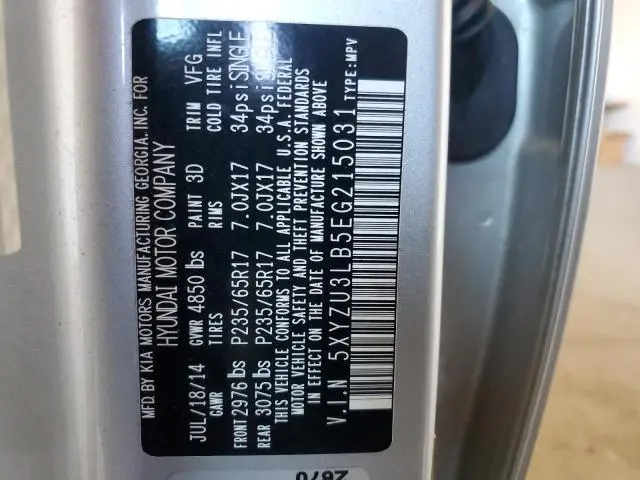 MFD. BY KIA MOTORS MANUFACTURING GEORGIA, INC. FOR
HYUNDAI MOTOR COMPANY
JUL/18/14 GVWR 4850 lbs PAINT 3D TRIM VFG
GAWR TIRES RIMS COLD TIRE INFL
FRONT 2976 lbs P235/65R17 7.0JX17 34psi SINGLE
REAR 3075 lbs P235/65R17 7.0JX17 34psi
THIS VEHICLE CONFORMS TO ALL APPLICABLE U.S.A. FEDERAL
MOTOR VEHICLE SAFETY AND THEFT PREVENTION STANDARDS
IN EFFECT ON THE DATE OF MANUFACTURE SHOWN ABOVE
V.I.N 5XYZU3LB5EG215031 TYPE:MPV